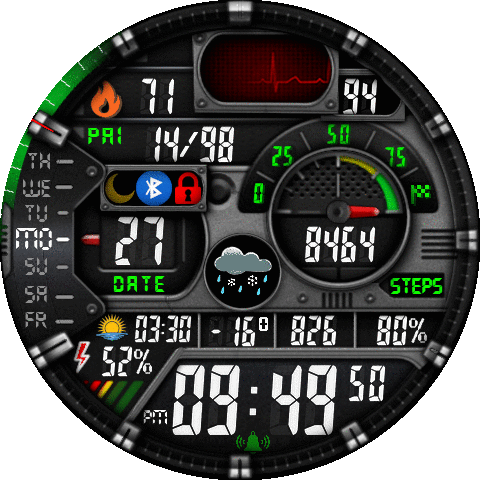 71
94
PAI 14/98
0 25 50 75
TH
WE
TU
MO
SU
SA
FR
27
DATE
8464
STEPS
03:30 -16° 826 80%
52%
PM 09:49 50